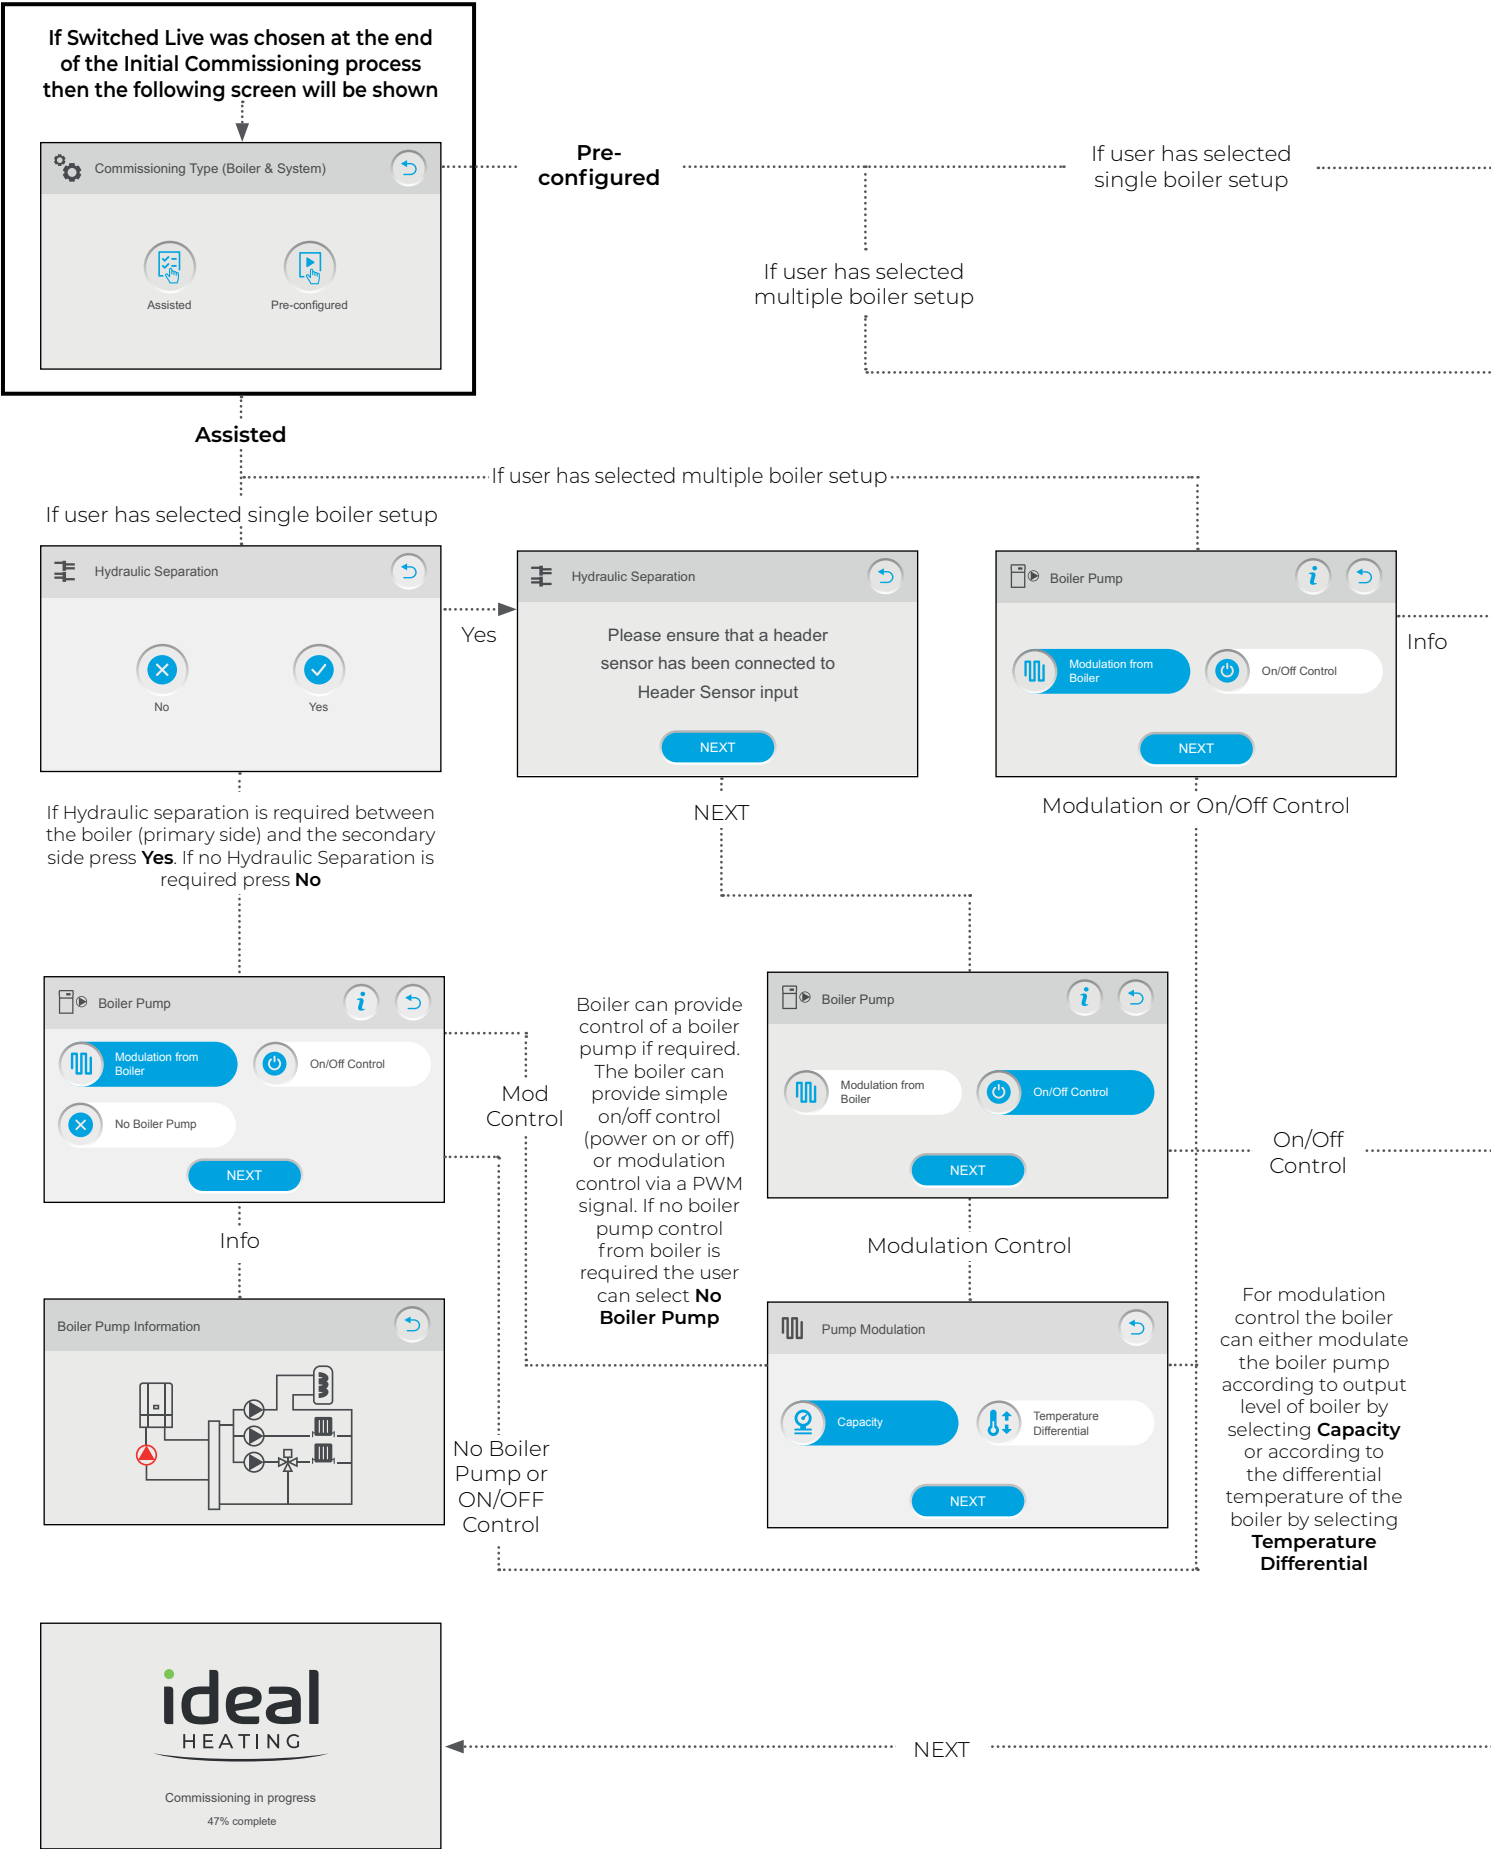 If Switched Live was chosen at the end
of the Initial Commissioning process
then the following screen will be shown
Commissioning Type (Boiler & System)
Assisted
Pre-configured
Pre-
configured
If user has selected
single boiler setup
If user has selected
multiple boiler setup
Assisted
If user has selected multiple boiler setup
If user has selected single boiler setup
Hydraulic Separation
No
Yes
Yes
Hydraulic Separation
Please ensure that a header
sensor has been connected to
Header Sensor input
NEXT
Boiler Pump
i
Modulation from
Boiler
On/Off Control
NEXT
Info
If Hydraulic separation is required between
the boiler (primary side) and the secondary
side press Yes. If no Hydraulic Separation is
required press No
NEXT
Modulation or On/Off Control
Boiler Pump
i
Modulation from
Boiler
On/Off Control
No Boiler Pump
NEXT
Mod
Control
Boiler can provide
control of a boiler
pump if required.
The boiler can
provide simple
on/off control
(power on or off)
or modulation
control via a PWM
signal. If no boiler
pump control
from boiler is
required the user
can select No
Boiler Pump
Boiler Pump
i
Modulation from
Boiler
On/Off Control
NEXT
On/Off
Control
Info
Modulation Control
Boiler Pump Information
No Boiler
Pump or
ON/OFF
Control
Pump Modulation
Capacity
Temperature
Differential
NEXT
For modulation
control the boiler
can either modulate
the boiler pump
according to output
level of boiler by
selecting Capacity
or according to
the differential
temperature of the
boiler by selecting
Temperature
Differential
ideal
HEATING
Commissioning in progress
47% complete
NEXT